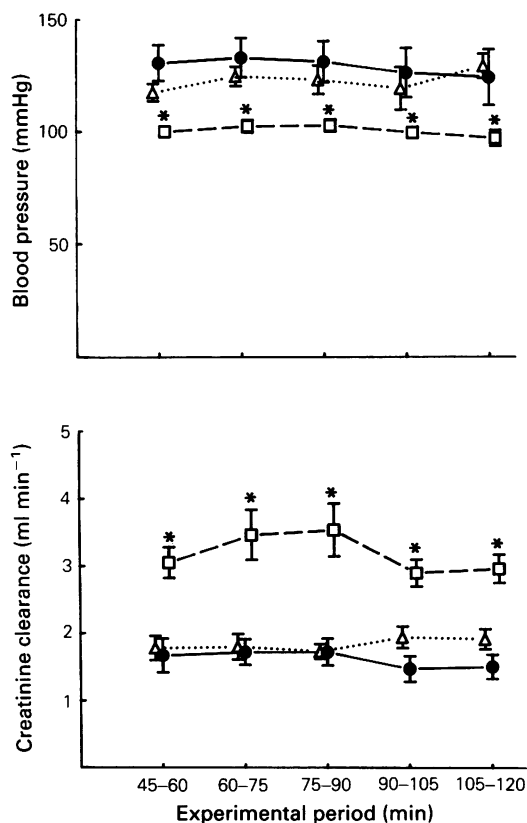 150
100
50
Blood pressure (mmHg)
* * * * *
5
4
3
2
1
Creatinine clearance (ml min⁻¹)
* * * * *
45–60 60–75 75–90 90–105 105–120
Experimental period (min)